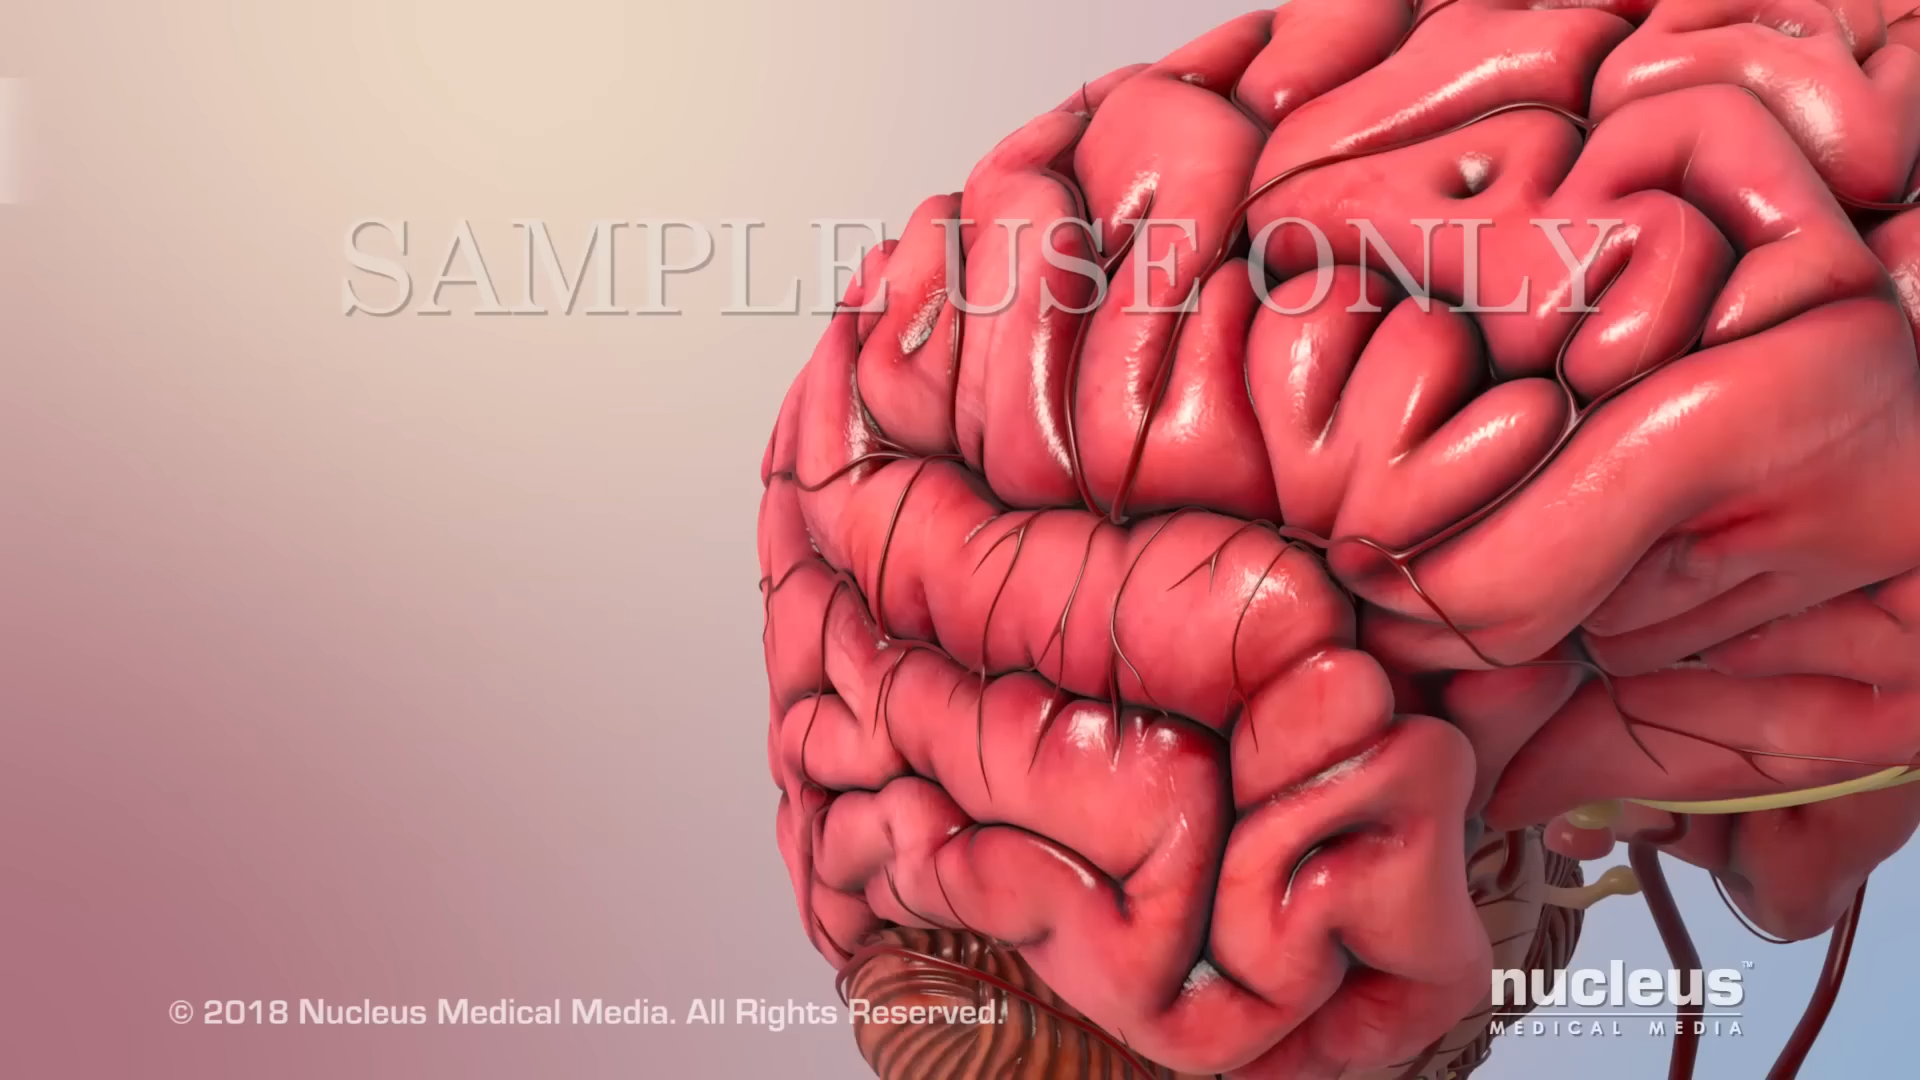 SAMPLE USE ONLY
© 2018 Nucleus Medical Media. All Rights Reserved.
nucleus™
MEDICAL MEDIA